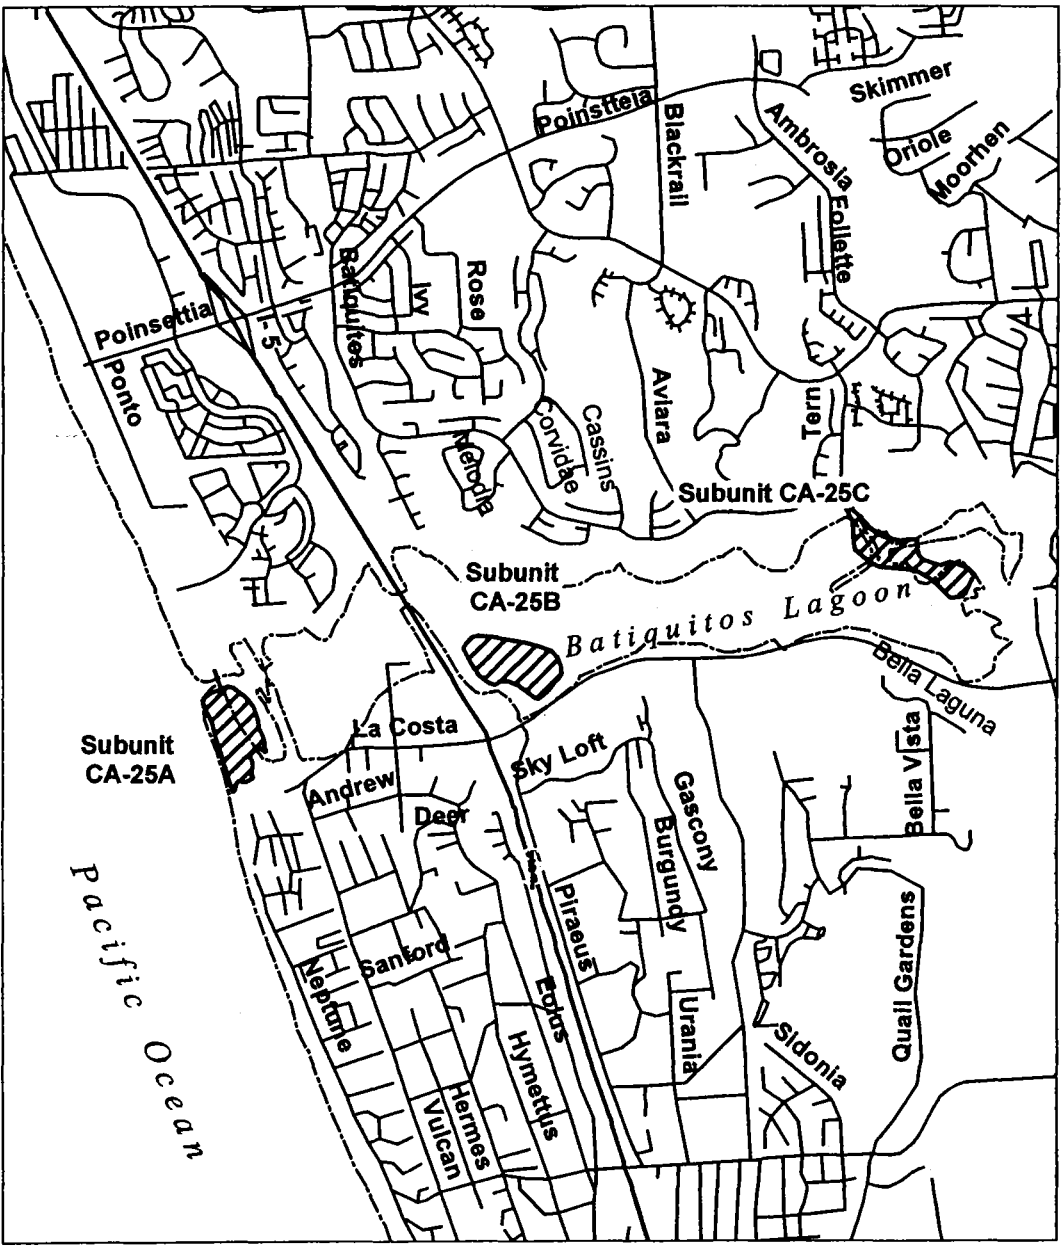 Skimmer
Poinstteia
Blackrail
Ambrosia
Oriole
Moorhen
Follette
Batiquites
Ivy
Rose
Poinsettia
I-5
Ponto
Aviara
Tern
Cassins
Corvidae
Melodia
Subunit CA-25C
Subunit
CA-25B
Batiquitos Lagoon
Bella Laguna
Subunit
CA-25A
La Costa
Sky Loft
Andrew
Deer
Gascony
Burgundy
Bella Vista
Pacific Ocean
Piraeus
Sanford
Neptune
Eolus
Urania
Quail Gardens
Sidonia
Hymettus
Hermes
Vulcan